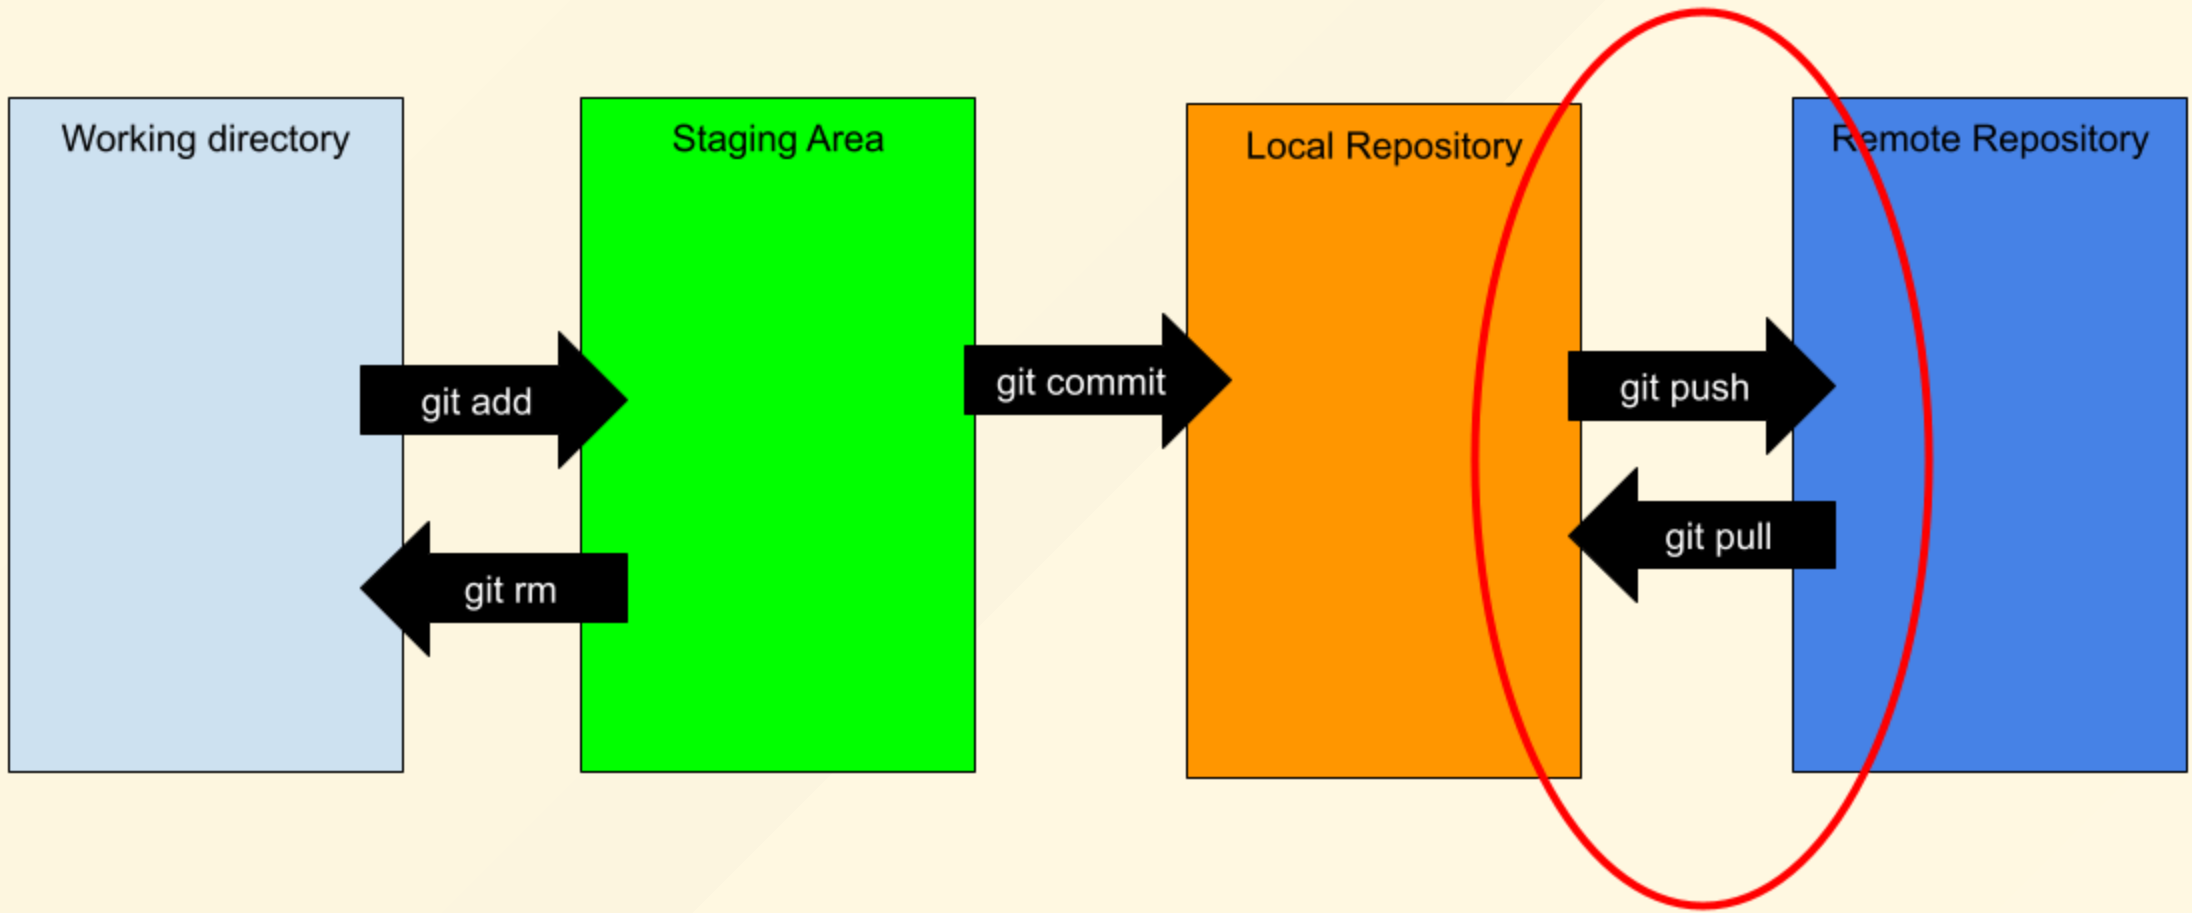 Working directory
Staging Area
Local Repository
Remote Repository
git add
git commit
git push
git rm
git pull